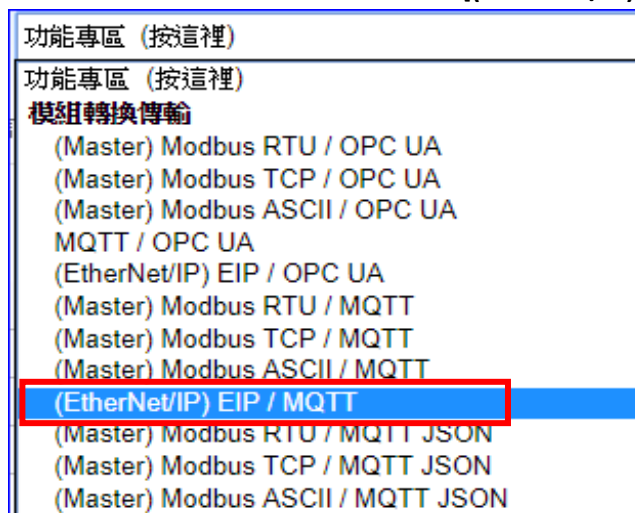 功能專區 (按這裡)
功能專區 (按這裡)
模組轉換傳輸
(Master) Modbus RTU / OPC UA
(Master) Modbus TCP / OPC UA
(Master) Modbus ASCII / OPC UA
MQTT / OPC UA
(EtherNet/IP) EIP / OPC UA
(Master) Modbus RTU / MQTT
(Master) Modbus TCP / MQTT
(Master) Modbus ASCII / MQTT
(EtherNet/IP) EIP / MQTT
(Master) Modbus RTU / MQTT JSON
(Master) Modbus TCP / MQTT JSON
(Master) Modbus ASCII / MQTT JSON